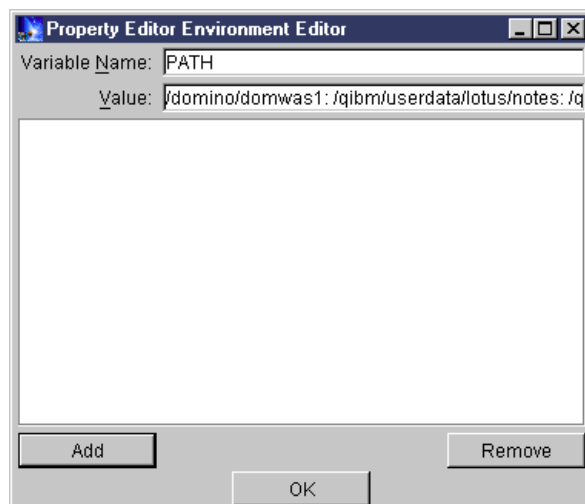 Property Editor Environment Editor
Variable Name: PATH
Value: /domino/domwas1: /qibm/userdata/lotus/notes: /q
Add Remove
OK